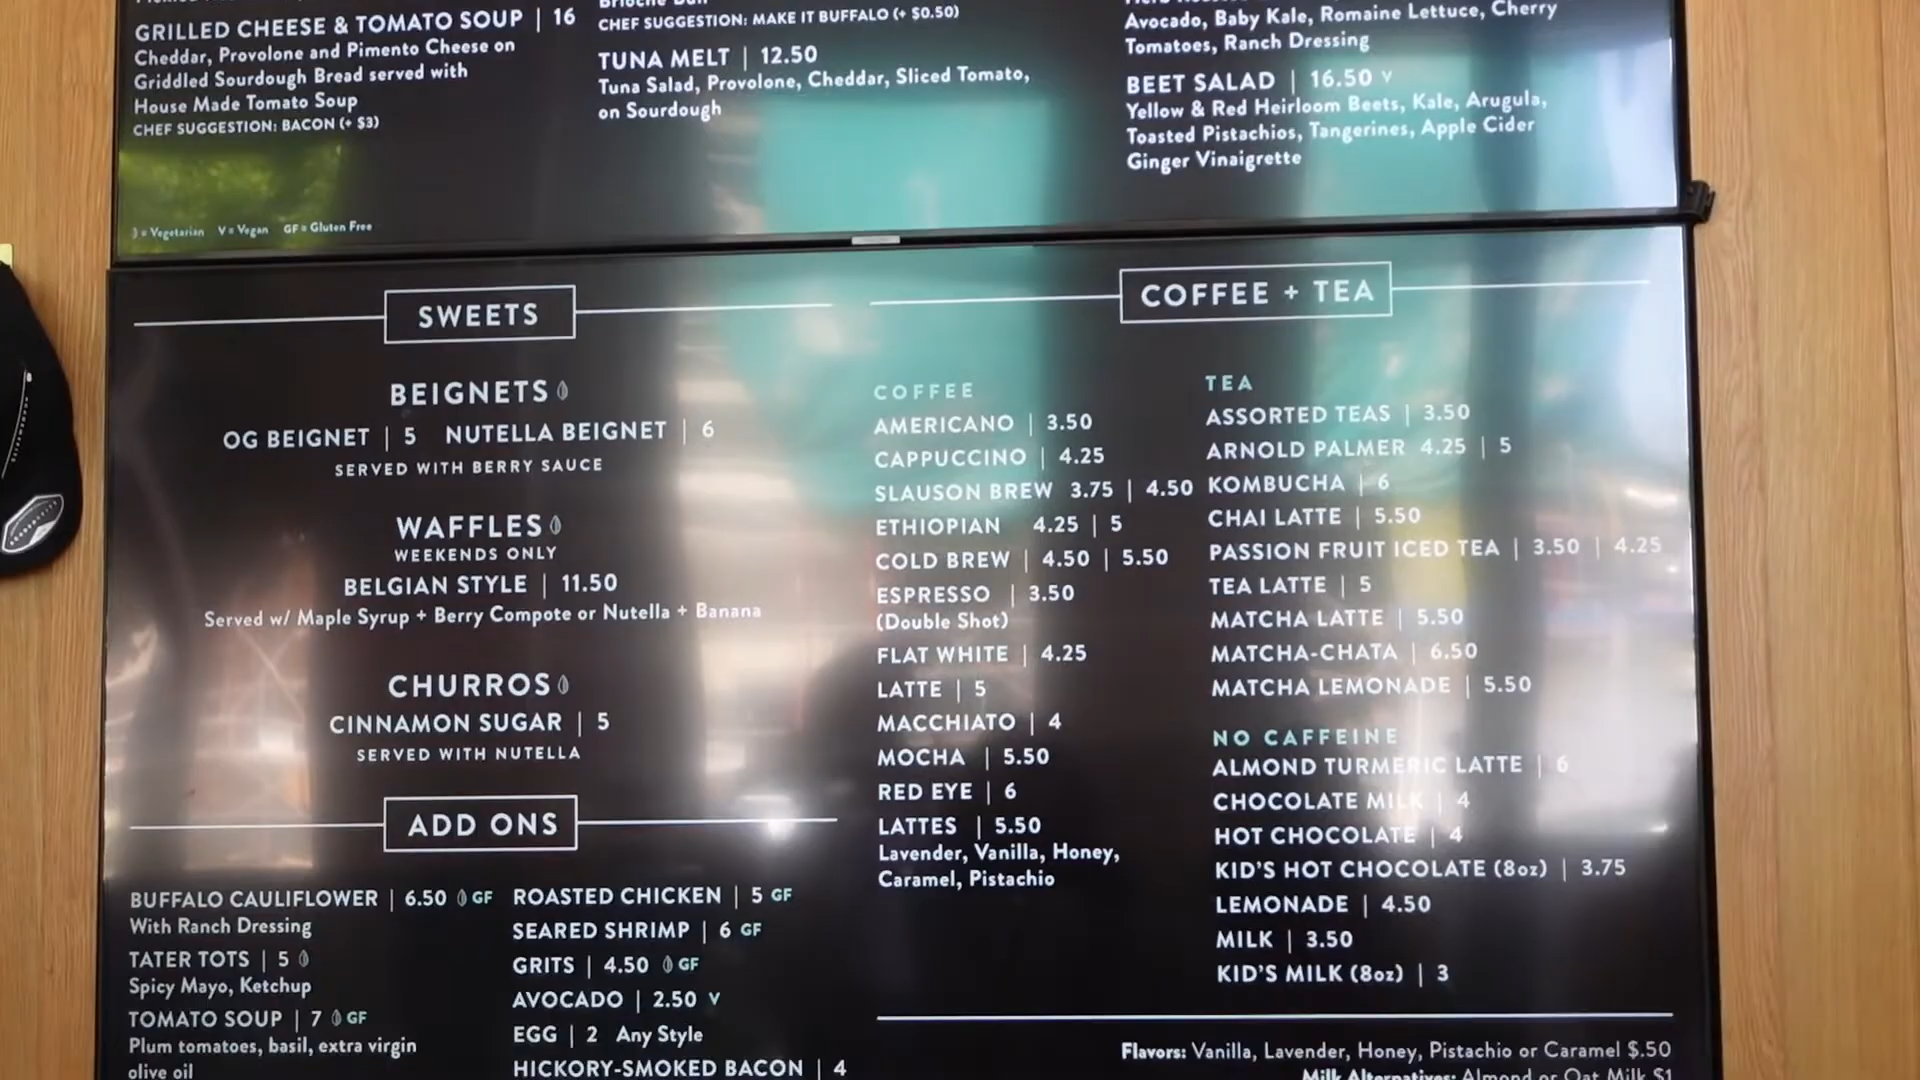 GRILLED CHEESE & TOMATO SOUP | 16
Cheddar, Provolone and Pimento Cheese on
Griddled Sourdough Bread served with
House Made Tomato Soup
CHEF SUGGESTION: BACON (+ $3)
CHEF SUGGESTION: MAKE IT BUFFALO (+ $0.50)
TUNA MELT | 12.50
Tuna Salad, Provolone, Cheddar, Sliced Tomato,
on Sourdough
Avocado, Baby Kale, Romaine Lettuce, Cherry
Tomatoes, Ranch Dressing
BEET SALAD | 16.50 V
Yellow & Red Heirloom Beets, Kale, Arugula,
Toasted Pistachios, Tangerines, Apple Cider
Ginger Vinaigrette
= Vegetarian V = Vegan GF = Gluten Free
SWEETS
BEIGNETS
OG BEIGNET | 5 NUTELLA BEIGNET | 6
SERVED WITH BERRY SAUCE
WAFFLES
WEEKENDS ONLY
BELGIAN STYLE | 11.50
Served w/ Maple Syrup + Berry Compote or Nutella + Banana
CHURROS
CINNAMON SUGAR | 5
SERVED WITH NUTELLA
ADD ONS
BUFFALO CAULIFLOWER | 6.50 GF
With Ranch Dressing
TATER TOTS | 5
Spicy Mayo, Ketchup
TOMATO SOUP | 7 GF
Plum tomatoes, basil, extra virgin
olive oil
ROASTED CHICKEN | 5 GF
SEARED SHRIMP | 6 GF
GRITS | 4.50 GF
AVOCADO | 2.50 V
EGG | 2 Any Style
HICKORY-SMOKED BACON | 4
COFFEE + TEA
COFFEE
AMERICANO | 3.50
CAPPUCCINO | 4.25
SLAUSON BREW 3.75 | 4.50
ETHIOPIAN 4.25 | 5
COLD BREW | 4.50 | 5.50
ESPRESSO | 3.50
(Double Shot)
FLAT WHITE | 4.25
LATTE | 5
MACCHIATO | 4
MOCHA | 5.50
RED EYE | 6
LATTES | 5.50
Lavender, Vanilla, Honey,
Caramel, Pistachio
TEA
ASSORTED TEAS | 3.50
ARNOLD PALMER 4.25 | 5
KOMBUCHA | 6
CHAI LATTE | 5.50
PASSION FRUIT ICED TEA | 3.50 | 4.25
TEA LATTE | 5
MATCHA LATTE | 5.50
MATCHA-CHATA | 6.50
MATCHA LEMONADE | 5.50
NO CAFFEINE
ALMOND TURMERIC LATTE | 6
CHOCOLATE MILK | 4
HOT CHOCOLATE | 4
KID'S HOT CHOCOLATE (8oz) | 3.75
LEMONADE | 4.50
MILK | 3.50
KID'S MILK (8oz) | 3
Flavors: Vanilla, Lavender, Honey, Pistachio or Caramel $.50
Milk Alternatives: Almond or Oat Milk $1